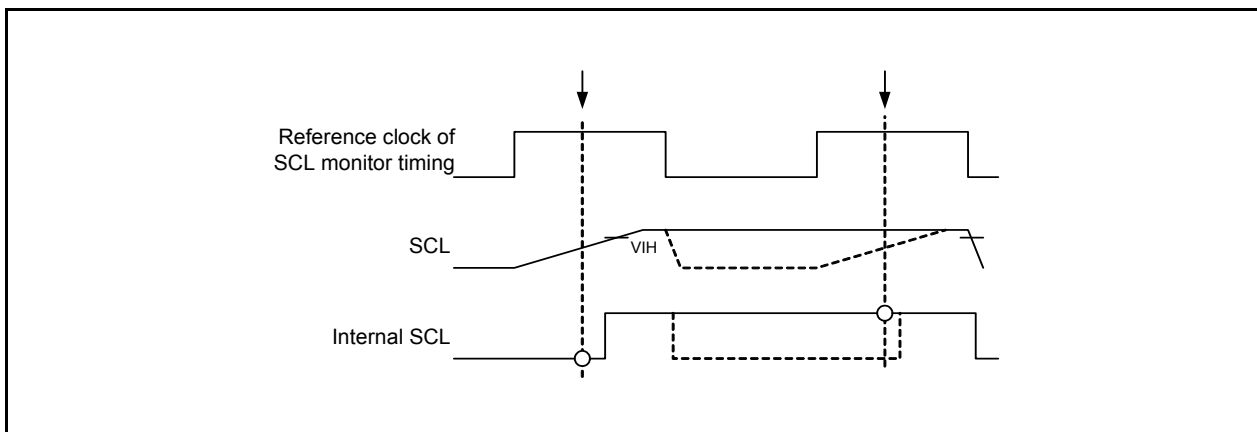 Reference clock of
SCL monitor timing
SCL
VIH
Internal SCL